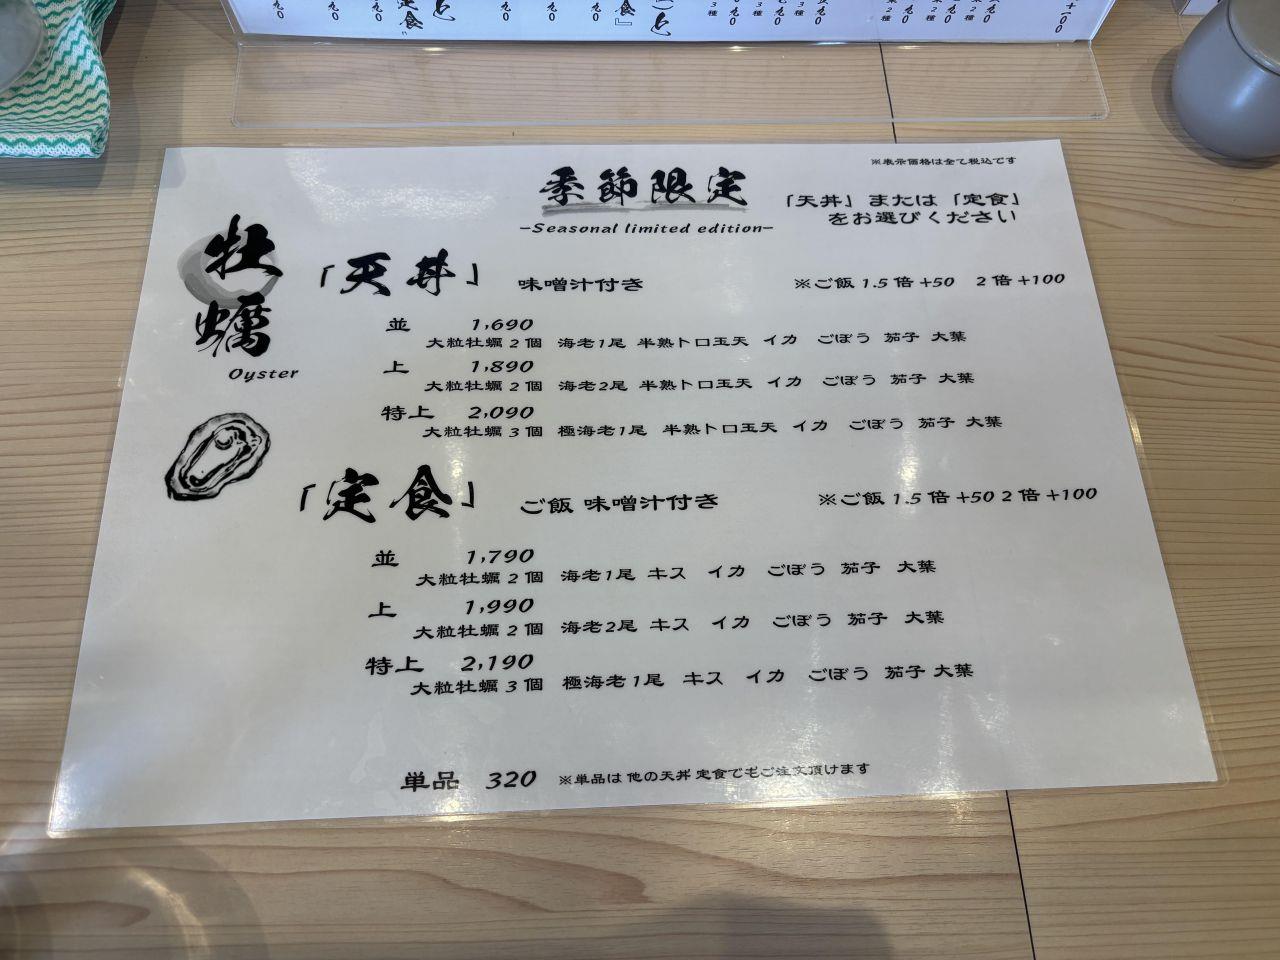 ※表示価格は全て税込です
季節限定
-Seasonal limited edition-
「天丼」または「定食」
をお選びください
牡蠣
Oyster
「天丼」 味噌汁付き ※ご飯 1.5 倍 +50 2 倍 +100
並 1,690
大粒牡蠣 2 個 海老1尾 半熟トロ玉天 イカ ごぼう 茄子 大葉
上 1,890
大粒牡蠣 2 個 海老2尾 半熟トロ玉天 イカ ごぼう 茄子 大葉
特上 2,090
大粒牡蠣 3 個 極海老1尾 半熟トロ玉天 イカ ごぼう 茄子 大葉
「定食」 ご飯 味噌汁付き ※ご飯 1.5 倍 +50 2 倍 +100
並 1,790
大粒牡蠣 2 個 海老1尾 キス イカ ごぼう 茄子 大葉
上 1,990
大粒牡蠣 2 個 海老2尾 キス イカ ごぼう 茄子 大葉
特上 2,190
大粒牡蠣 3 個 極海老1尾 キス イカ ごぼう 茄子 大葉
単品 320 ※単品は他の天丼 定食でもご注文頂けます